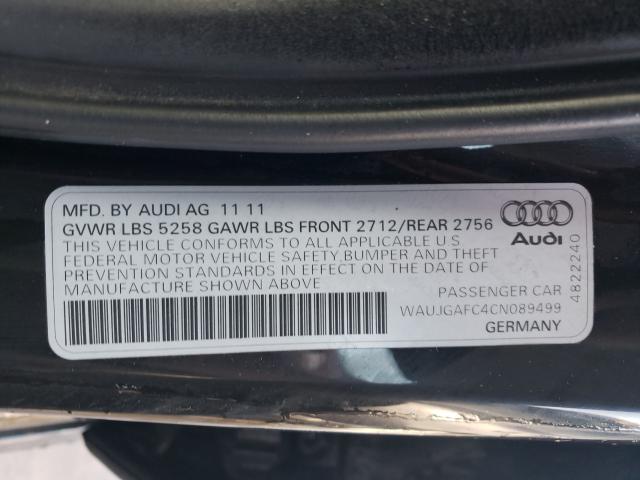 MFD. BY AUDI AG 11 11
GVWR LBS 5258 GAWR LBS FRONT 2712/REAR 2756
THIS VEHICLE CONFORMS TO ALL APPLICABLE U S
FEDERAL MOTOR VEHICLE SAFETY, BUMPER AND THEFT
PREVENTION STANDARDS IN EFFECT ON THE DATE OF
MANUFACTURE SHOWN ABOVE
Audi
PASSENGER CAR
WAUJGAFC4CN089499
GERMANY
4822240